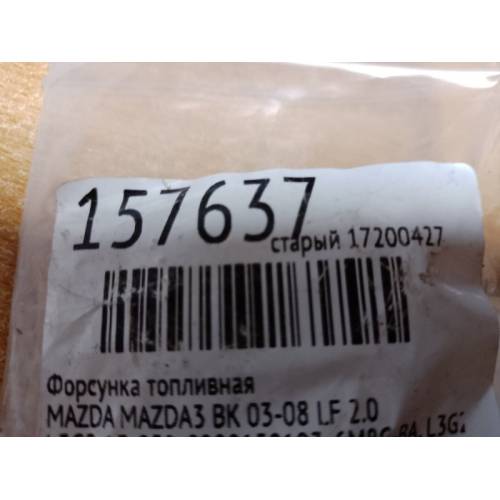 157637
старый 17200427
Форсунка топливная
MAZDA MAZDA3 BK 03-08 LF 2.0